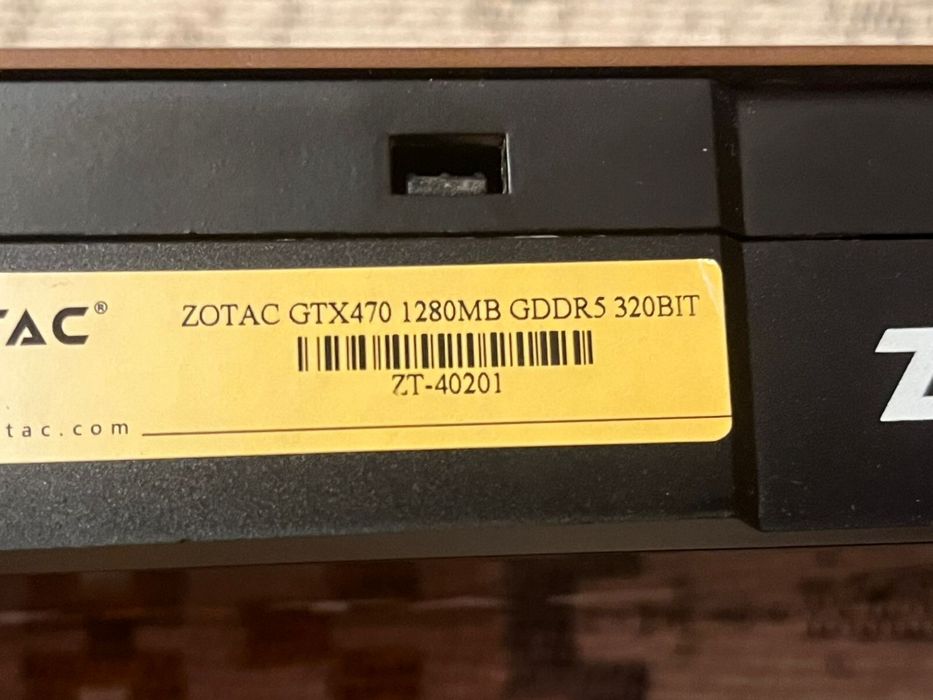 TAC®
ZOTAC GTX470 1280MB GDDR5 320BIT
ZT-40201
tac.com
Z